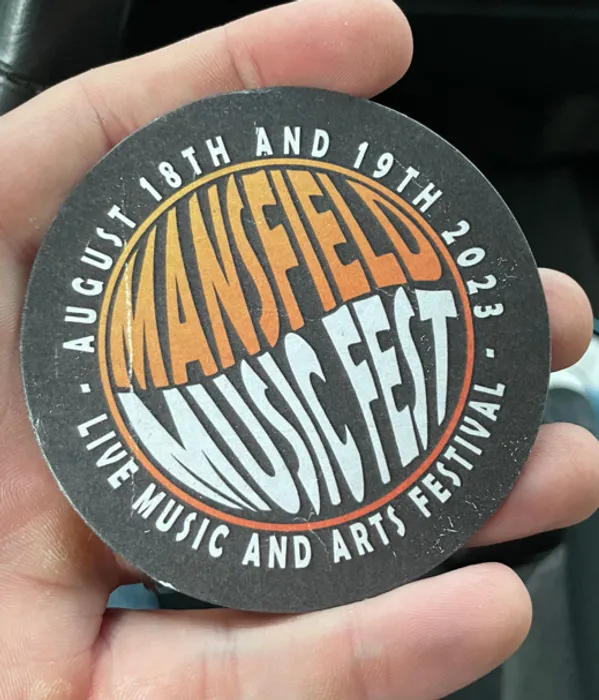 AUGUST 18TH AND 19TH 2023
MANSFIELD
MUSIC FEST
- LIVE MUSIC AND ARTS FESTIVAL -